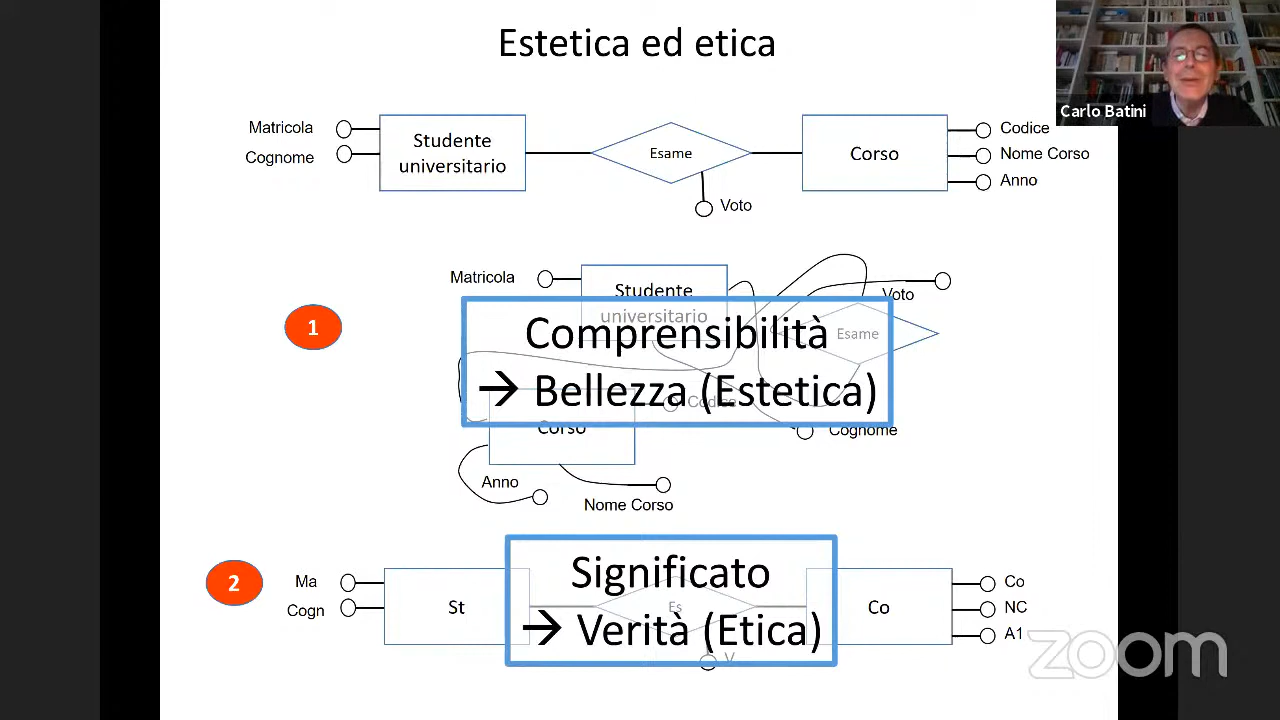 Estetica ed etica
Carlo Batini
Matricola
Cognome
Studente
universitario
Esame
Voto
Corso
Codice
Nome Corso
Anno
1
Matricola
Studente
universitario
Voto
Esame
Comprensibilità
→ Bellezza (Estetica)
Codice
Corso
Cognome
Anno
Nome Corso
2
Ma
Cogn
St
Es
V
Significato
→ Verità (Etica)
Co
Co
NC
A1
zoom